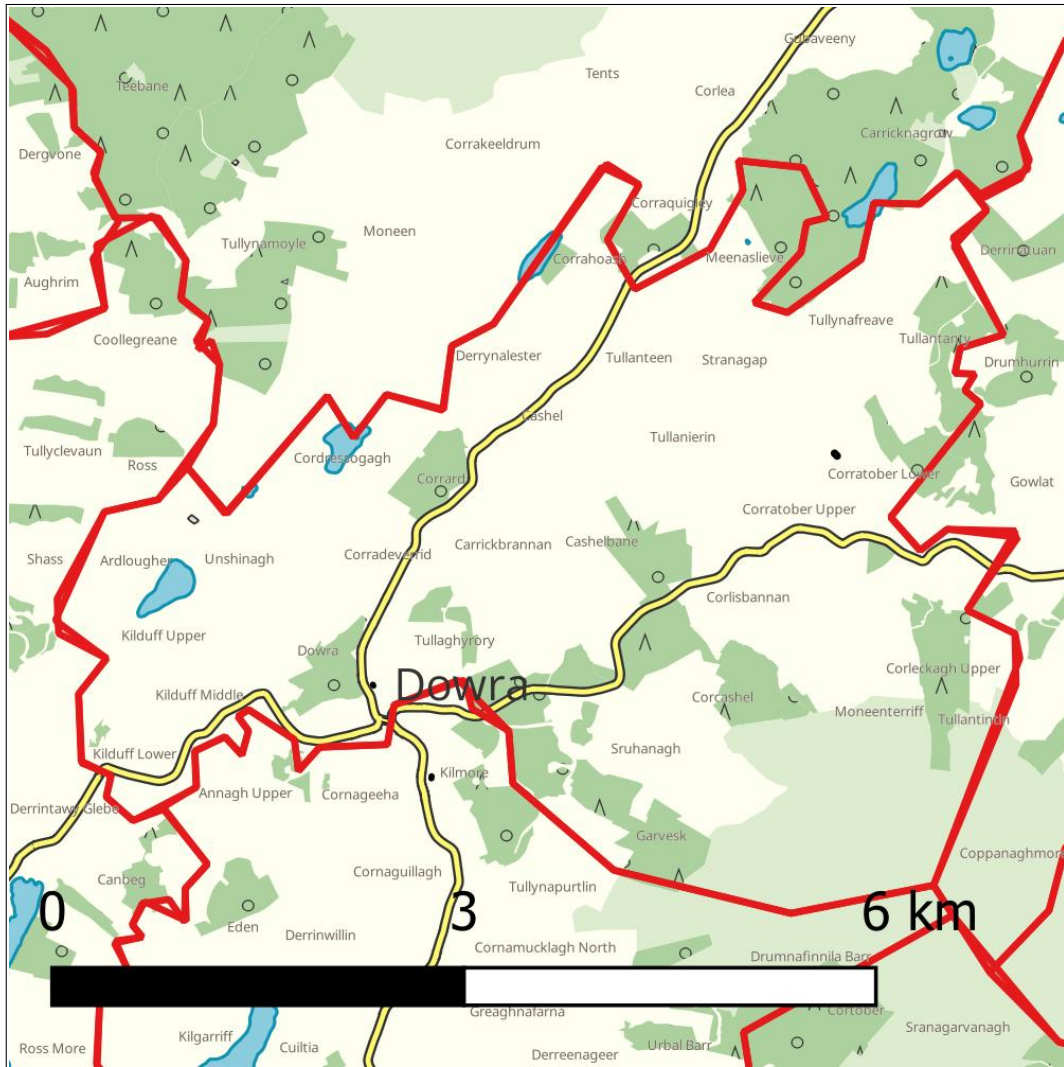 Gubaveeny
Tents
Teebane
Corlea
Carricknagrow
Corrakeeldrum
Dergvone
Corraquigley
Moneen
Tullynamoyle
Corrahoash
Meenaslieve
Derrinatuan
Aughrim
Tullynafreave
Coollegreane
Tullantanty
Derrynalester
Tullanteen
Stranagap
Drumhurrin
Cashel
Tullanierin
Tullyclevaun
Ross
Cordressogagh
Corrard
Corratober Lower
Gowlat
Corratober Upper
Shass
Ardlougher
Unshinagh
Corradeverrid
Carrickbrannan
Cashelbane
Corlisbannan
Kilduff Upper
Dowra
Tullaghyrory
Corleckagh Upper
Dowra
Kilduff Middle
Corcashel
Moneenterriff
Tullantintin
Sruhanagh
Kilduff Lower
Kilmore
Annagh Upper
Cornageeha
Derrintawy Glebe
Garvesk
Coppanaghmore
Cornaguillagh
Canbeg
Tullynapurtlin
0
3
6 km
Eden
Derrinwillin
Cornamucklagh North
Drumnafinnila Barr
Greaghnafarna
Cortober
Sranagarvanagh
Kilgarriff
Ross More
Cuiltia
Urbal Barr
Derreenageer